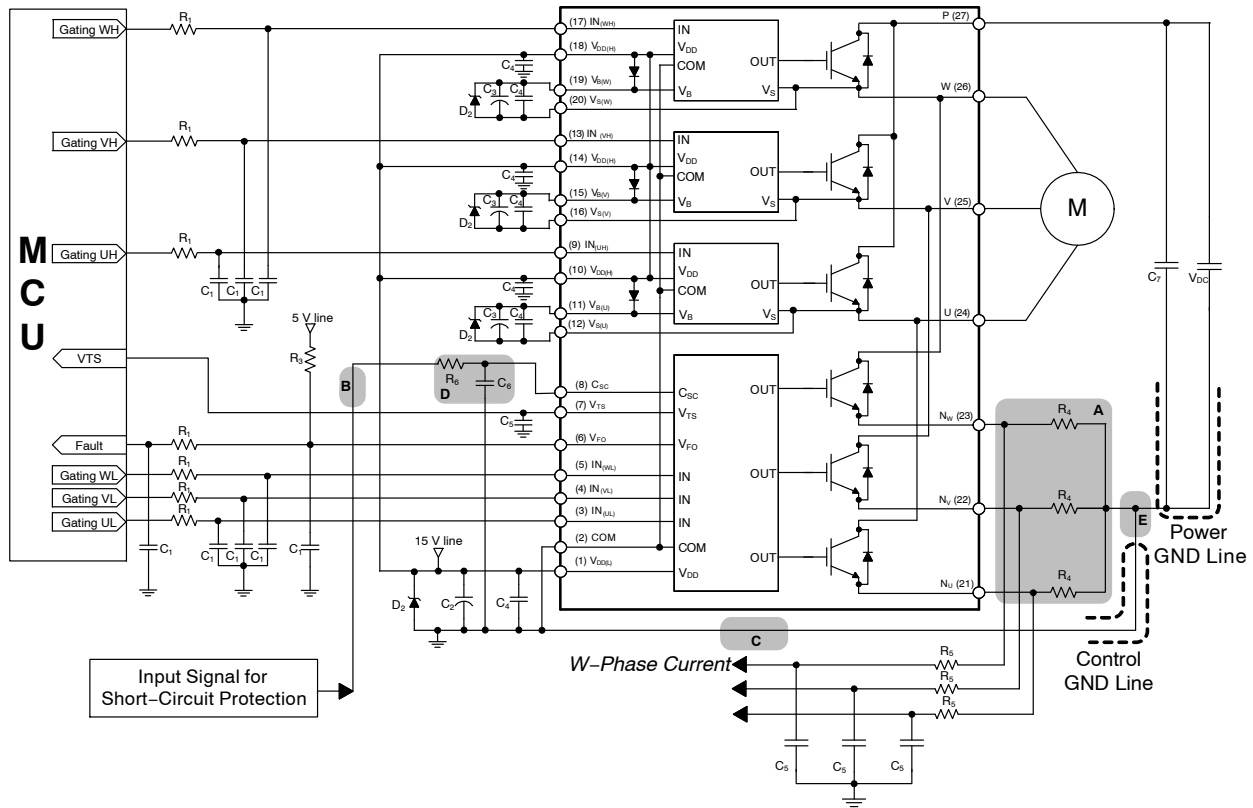 MCU
Gating WH
Gating VH
Gating UH
VTS
Fault
Gating WL
Gating VL
Gating UL
R1
R1
R1
C1
C1
C1
5 V line
R3
R1
R1
R1
R1
C1
C1
C1
C1
C1
B
R6
D
C6
C5
15 V line
D2
C2
C4
C4
C3
C4
D2
C4
C3
C4
D2
C4
C3
C4
D2
(17) IN(WH)
(18) VDD(H)
(19) VB(W)
(20) VS(W)
(13) IN (VH)
(14) VDD(H)
(15) VB(V)
(16) VS(V)
(9) IN(UH)
(10) VDD(H)
(11) VB(U)
(12) VS(U)
(8) CSC
(7) VTS
(6) VFO
(5) IN(WL)
(4) IN(VL)
(3) IN(UL)
(2) COM
(1) VDD(L)
IN
VDD
COM
VB
OUT
VS
IN
VDD
COM
VB
OUT
VS
IN
VDD
COM
VB
OUT
VS
CSC
VTS
VFO
IN
IN
IN
COM
VDD
OUT
OUT
OUT
P (27)
W (26)
V (25)
U (24)
NW (23)
NV (22)
NU (21)
M
C7
VDC
A
R4
R4
R4
E
Power
GND Line
Control
GND Line
C
W−Phase Current
R5
R5
R5
C5
C5
C5
Input Signal for
Short−Circuit Protection